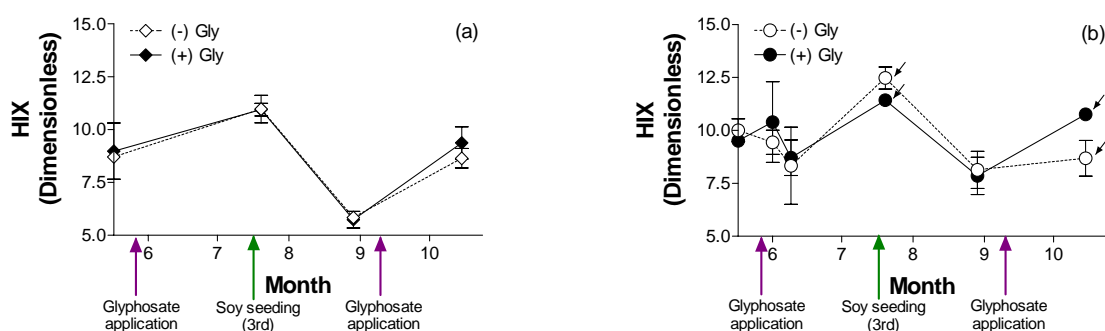 15.0
12.5
10.0
7.5
5.0
HIX
(Dimensionless)
(-) Gly
(+) Gly
(a)
6 7 8 9 10
Month
Glyphosate
application
Soy seeding
(3rd)
Glyphosate
application
15.0
12.5
10.0
7.5
5.0
HIX
(Dimensionless)
(-) Gly
(+) Gly
(b)
6 7 8 9 10
Month
Glyphosate
application
Soy seeding
(3rd)
Glyphosate
application